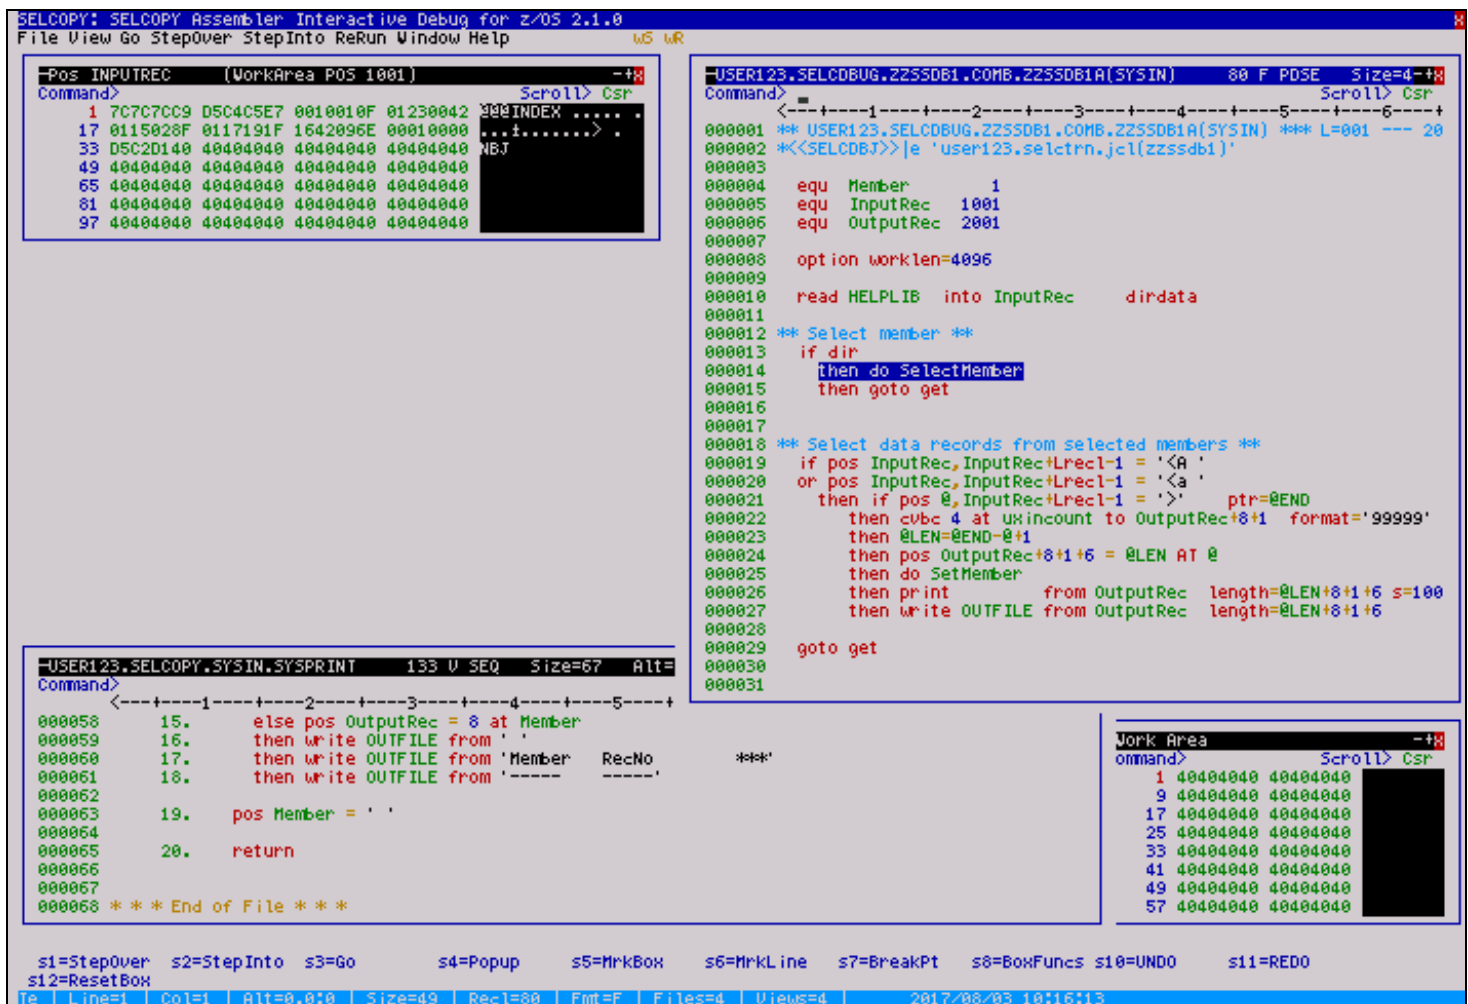 SELCOPY: SELCOPY Assembler Interactive Debug for z/OS 2.1.0
File View Go StepOver StepInto ReRun Window Help wS wR
Pos INPUTREC (WorkArea POS 1001) -+x
Command> Scroll> Csr
1 7C7C7CC9 D5C4C5E7 0010010F 01230042 @@@INDEX ..... .
17 0115028F 0117191F 1642096E 00010000 ...±.......> .
33 D5C2D140 40404040 40404040 40404040 NBJ
49 40404040 40404040 40404040 40404040
65 40404040 40404040 40404040 40404040
81 40404040 40404040 40404040 40404040
97 40404040 40404040 40404040 40404040
USER123.SELCDBUG.ZZSSDB1.COMB.ZZSSDB1A(SYSIN) 80 F PDSE Size=4-+x
Command> _ Scroll> Csr
<---+----1----+----2----+----3----+----4----+----5----+----6----+
000001 ** USER123.SELCDBUG.ZZSSDB1.COMB.ZZSSDB1A(SYSIN) *** L=001 --- 20
000002 *<<SELCDBJ>>|e 'user123.selctrn.jcl(zzssdb1)'
000003
000004 equ Member 1
000005 equ InputRec 1001
000006 equ OutputRec 2001
000007
000008 option worklen=4096
000009
000010 read HELPLIB into InputRec dirdata
000011
000012 ** Select member **
000013 if dir
000014 then do SelectMember
000015 then goto get
000016
000017
000018 ** Select data records from selected members **
000019 if pos InputRec,InputRec+Lrecl-1 = '<A '
000020 or pos InputRec,InputRec+Lrecl-1 = '<a '
000021 then if pos @,InputRec+Lrecl-1 = '>' ptr=@END
000022 then cvbc 4 at uxincount to OutputRec+8+1 format='99999'
000023 then @LEN=@END-@+1
000024 then pos OutputRec+8+1+6 = @LEN AT @
000025 then do SetMember
000026 then print from OutputRec length=@LEN+8+1+6 s=100
000027 then write OUTFILE from OutputRec length=@LEN+8+1+6
000028
000029 goto get
000030
000031
USER123.SELCOPY.SYSIN.SYSPRINT 133 V SEQ Size=67 Alt=
Command>
<---+----1----+----2----+----3----+----4----+----5----+
000058 15. else pos OutputRec = 8 at Member
000059 16. then write OUTFILE from ' '
000060 17. then write OUTFILE from 'Member RecNo ***'
000061 18. then write OUTFILE from '----- -----'
000062
000063 19. pos Member = ' '
000064
000065 20. return
000066
000067
000068 * * * End of File * * *
Work Area -+x
ommand> Scroll> Csr
1 40404040 40404040
9 40404040 40404040
17 40404040 40404040
25 40404040 40404040
33 40404040 40404040
41 40404040 40404040
49 40404040 40404040
57 40404040 40404040
s1=StepOver s2=StepInto s3=Go s4=Popup s5=MrkBox s6=MrkLine s7=BreakPt s8=BoxFuncs s10=UNDO s11=REDO
s12=ResetBox
Te | Line=1 | Col=1 | Alt=0,0;0 | Size=49 | Recl=80 | Fmt=F | Files=4 | Views=4 | 2017/08/03 10:16:13